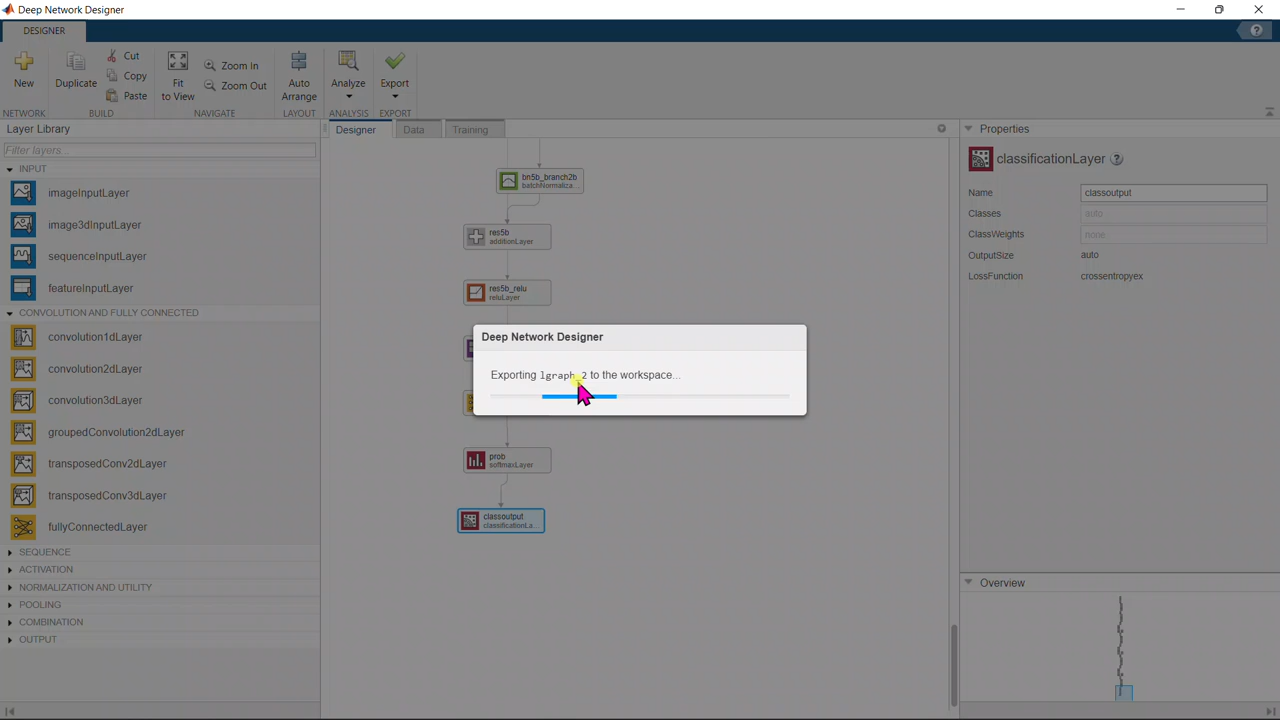 Deep Network Designer
DESIGNER
New
Duplicate
Cut
Copy
Paste
Fit
to View
Zoom In
Zoom Out
Auto
Arrange
Analyze
Export
NETWORK
BUILD
NAVIGATE
LAYOUT
ANALYSIS
EXPORT
Layer Library
Filter layers...
INPUT
imageInputLayer
image3dInputLayer
sequenceInputLayer
featureInputLayer
CONVOLUTION AND FULLY CONNECTED
convolution1dLayer
convolution2dLayer
convolution3dLayer
groupedConvolution2dLayer
transposedConv2dLayer
transposedConv3dLayer
fullyConnectedLayer
SEQUENCE
ACTIVATION
NORMALIZATION AND UTILITY
POOLING
COMBINATION
OUTPUT
Designer
Data
Training
bn5b_branch2b
batchNormaliza...
res5b
additionLayer
res5b_relu
reluLayer
Deep Network Designer
Exporting lgraph_2 to the workspace...
prob
softmaxLayer
classoutput
classificationLa...
Properties
classificationLayer
Name classoutput
Classes auto
ClassWeights none
OutputSize auto
LossFunction crossentropyex
Overview